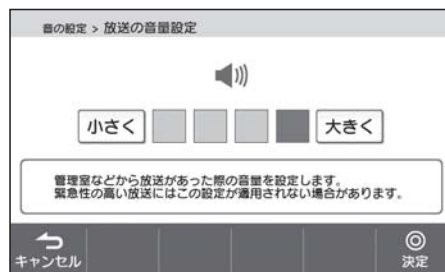 音の設定 > 放送の音量設定
小さく
大きく
管理室などから放送があった際の音量を設定します。
緊急性の高い放送にはこの設定が適用されない場合があります。
キャンセル
決定